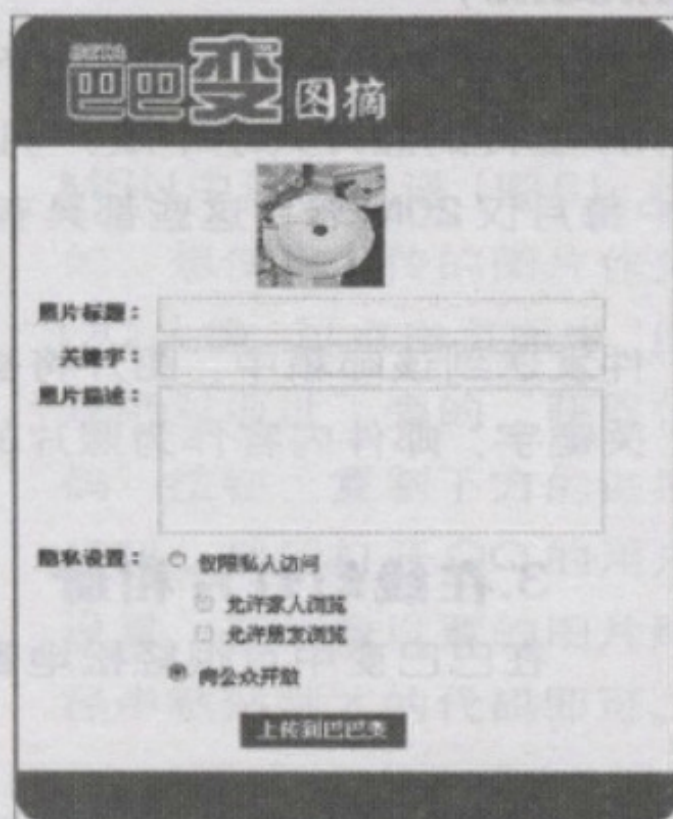 BETA
巴巴变图摘
照片标题：
关键字：
照片描述：
隐私设置： 仅限私人访问
允许家人浏览
允许朋友浏览
向公众开放
上传到巴巴变